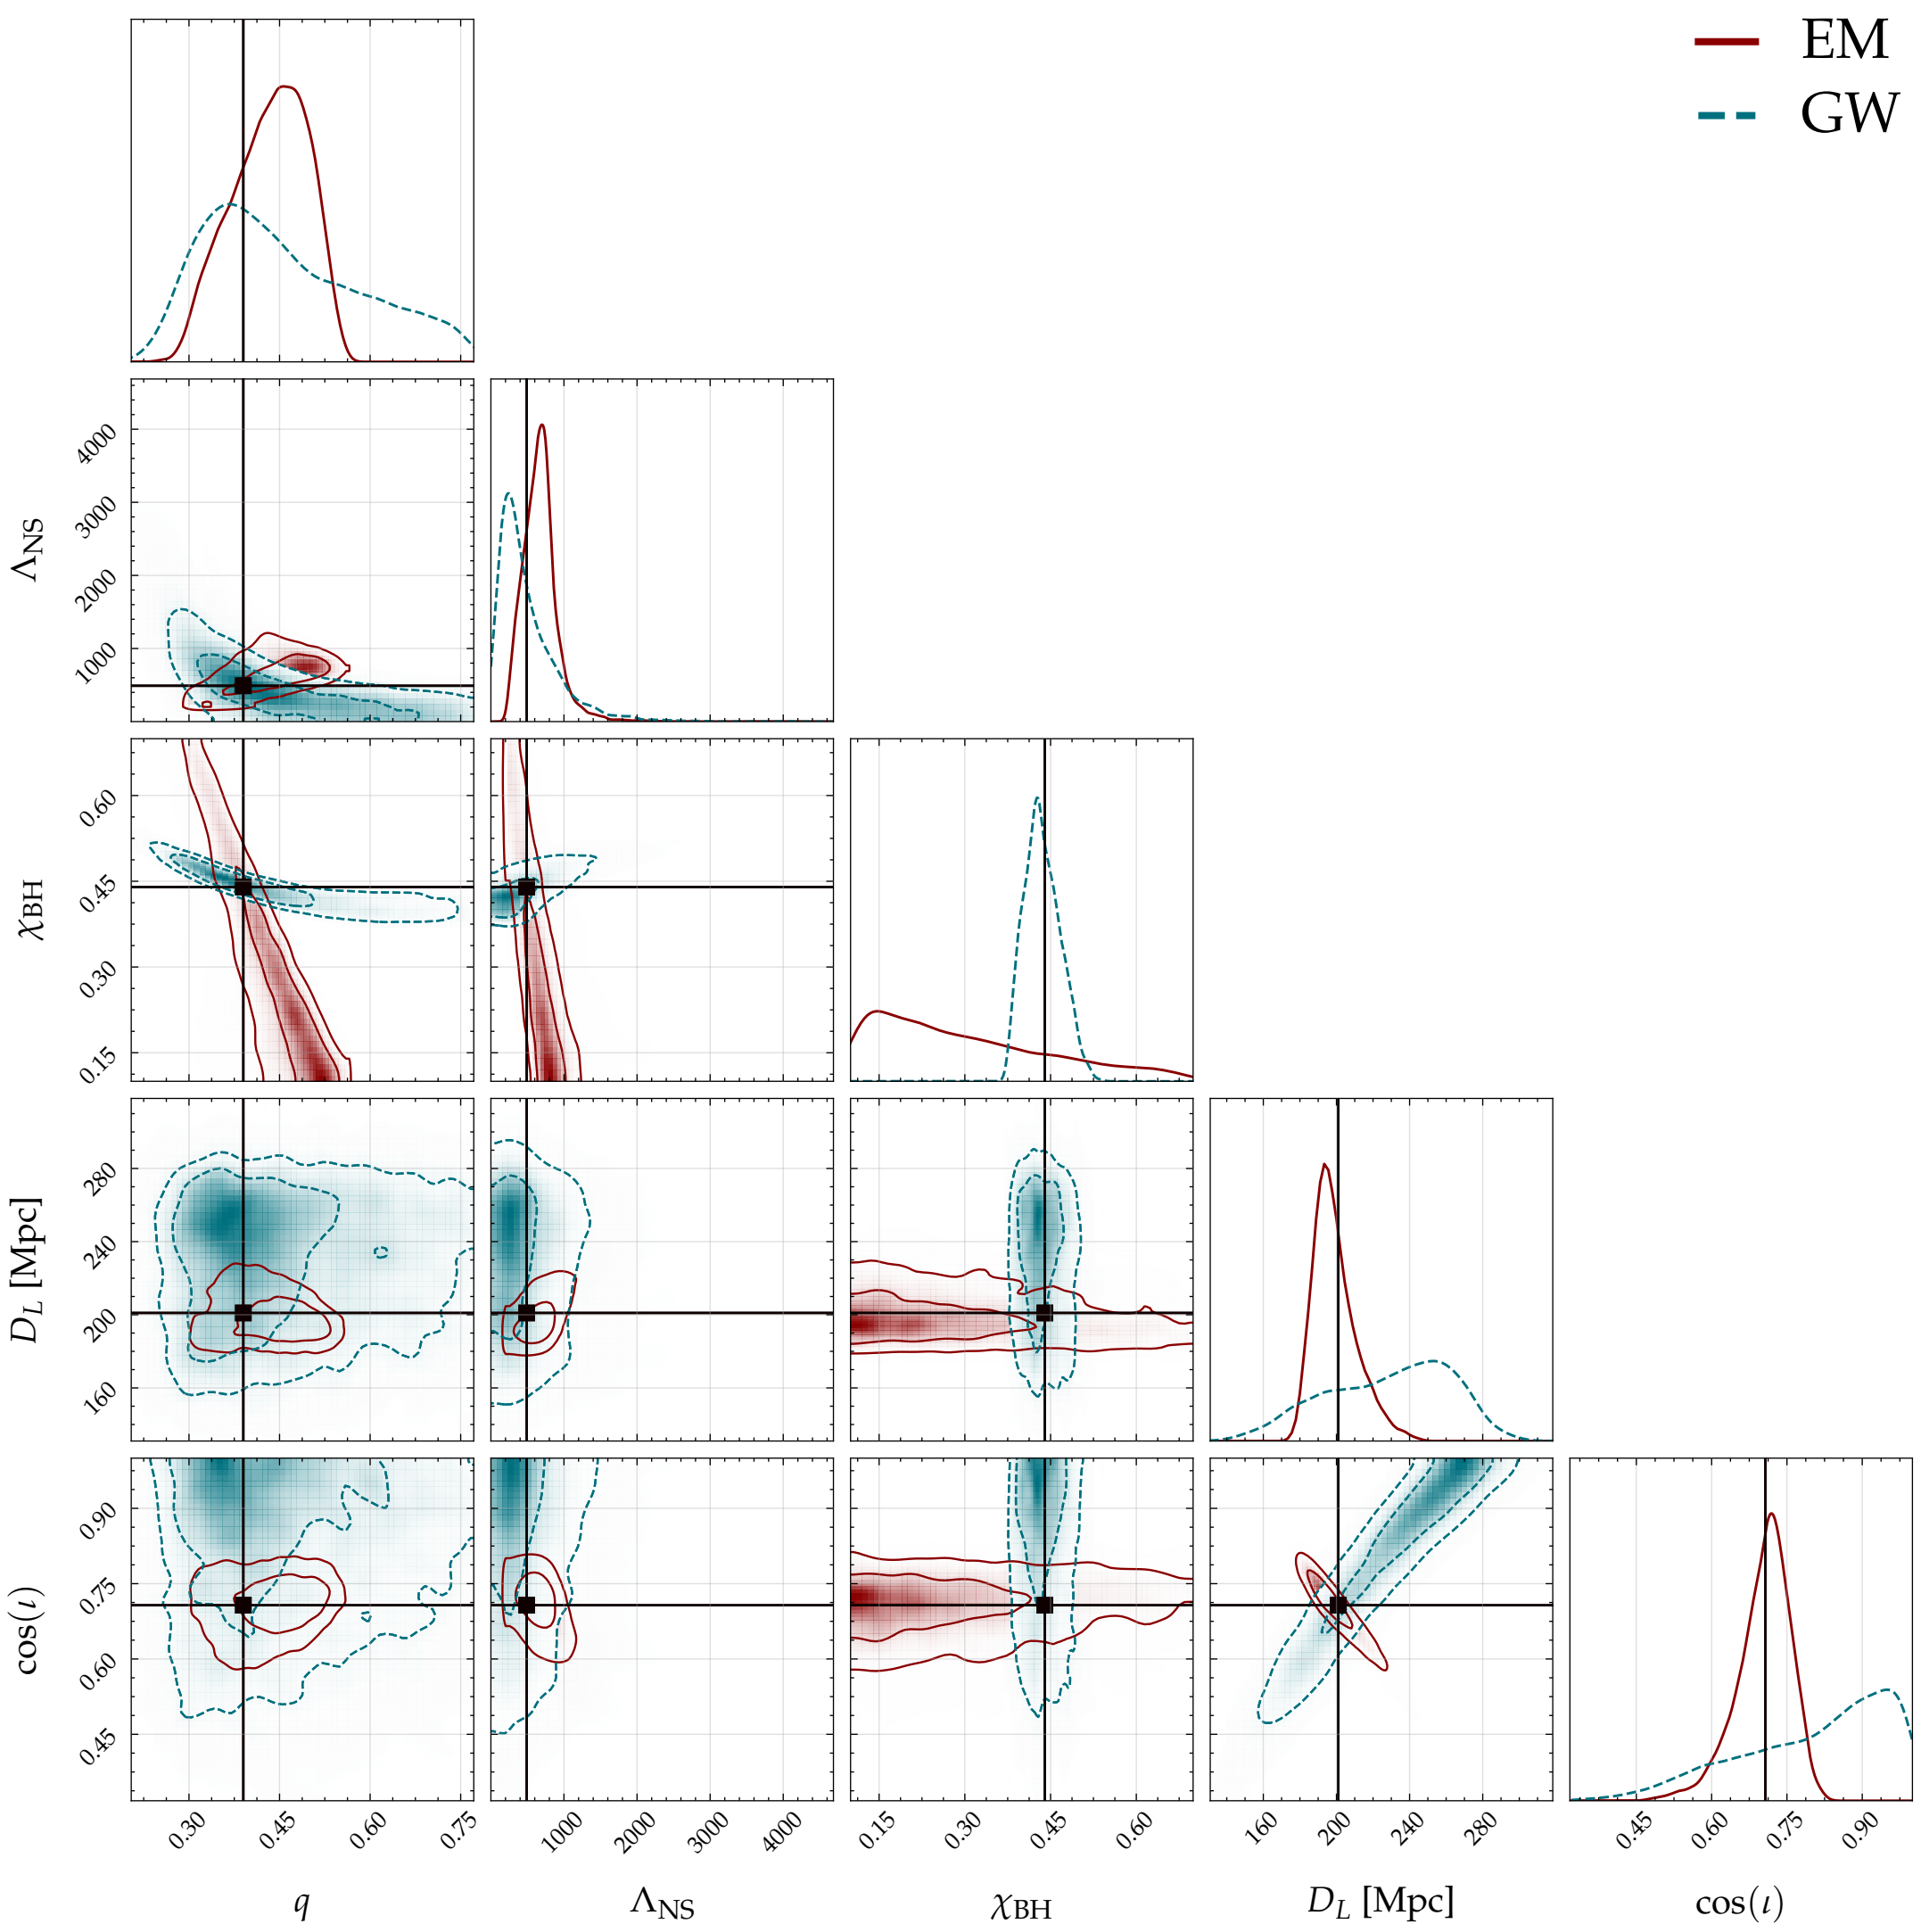 EM
GW
Λ_NS
4000
3000
2000
1000
χ_BH
0.60
0.45
0.30
0.15
D_L [Mpc]
280
240
200
160
cos(ι)
0.90
0.75
0.60
0.45
0.30 0.45 0.60 0.75 1000 2000 3000 4000 0.15 0.30 0.45 0.60 160 200 240 280 0.45 0.60 0.75 0.90
q Λ_NS χ_BH D_L [Mpc] cos(ι)